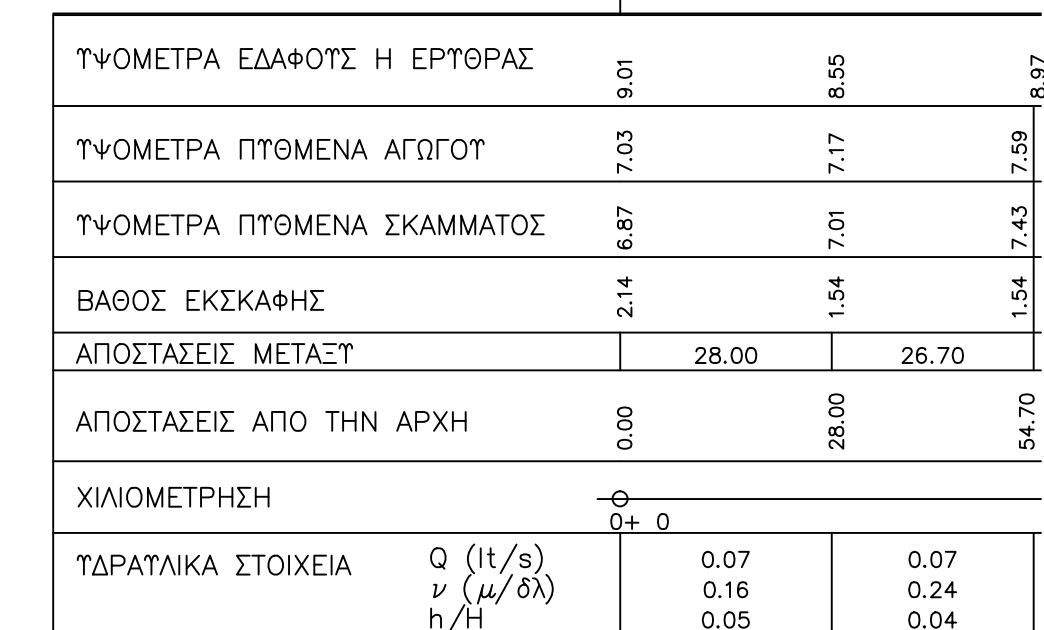 ΥΨΟΜΕΤΡΑ ΕΔΑΦΟΥΣ Η ΕΡΥΘΡΑΣ 9.01 8.55 8.97
ΥΨΟΜΕΤΡΑ ΠΥΘΜΕΝΑ ΑΓΩΓΟΥ 7.03 7.17 7.59
ΥΨΟΜΕΤΡΑ ΠΥΘΜΕΝΑ ΣΚΑΜΜΑΤΟΣ 6.87 7.01 7.43
ΒΑΘΟΣ ΕΚΣΚΑΦΗΣ 2.14 1.54 1.54
ΑΠΟΣΤΑΣΕΙΣ ΜΕΤΑΞΥ 28.00 26.70
ΑΠΟΣΤΑΣΕΙΣ ΑΠΟ ΤΗΝ ΑΡΧΗ 0.00 28.00 54.70
ΧΙΛΙΟΜΕΤΡΗΣΗ
0+ 0
ΥΔΡΑΥΛΙΚΑ ΣΤΟΙΧΕΙΑ Q (lt/s) 0.07 0.07
ν (μ/δλ) 0.16 0.24
h/H 0.05 0.04